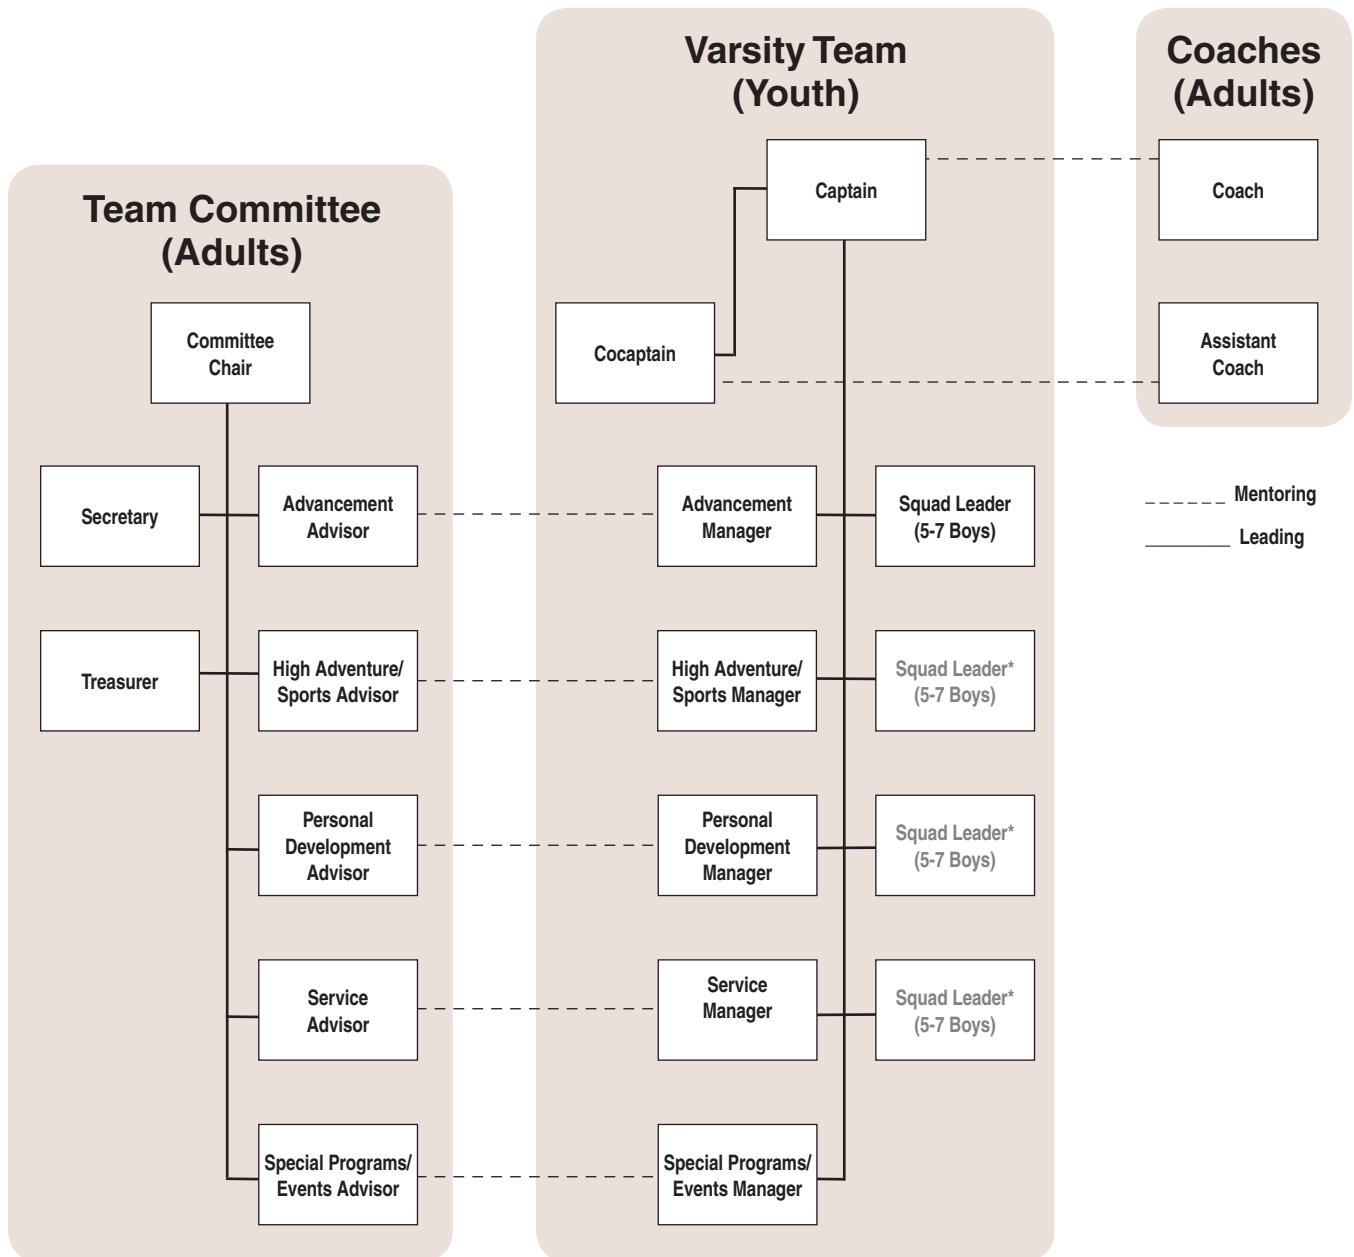 Varsity Team
(Youth)
Coaches
(Adults)
Captain
Coach
Team Committee
(Adults)
Committee
Chair
Cocaptain
Assistant
Coach
Secretary
Advancement
Advisor
Advancement
Manager
Squad Leader
(5-7 Boys)
Mentoring
Leading
Treasurer
High Adventure/
Sports Advisor
High Adventure/
Sports Manager
Squad Leader*
(5-7 Boys)
Personal
Development
Advisor
Personal
Development
Manager
Squad Leader*
(5-7 Boys)
Service
Advisor
Service
Manager
Squad Leader*
(5-7 Boys)
Special Programs/
Events Advisor
Special Programs/
Events Manager